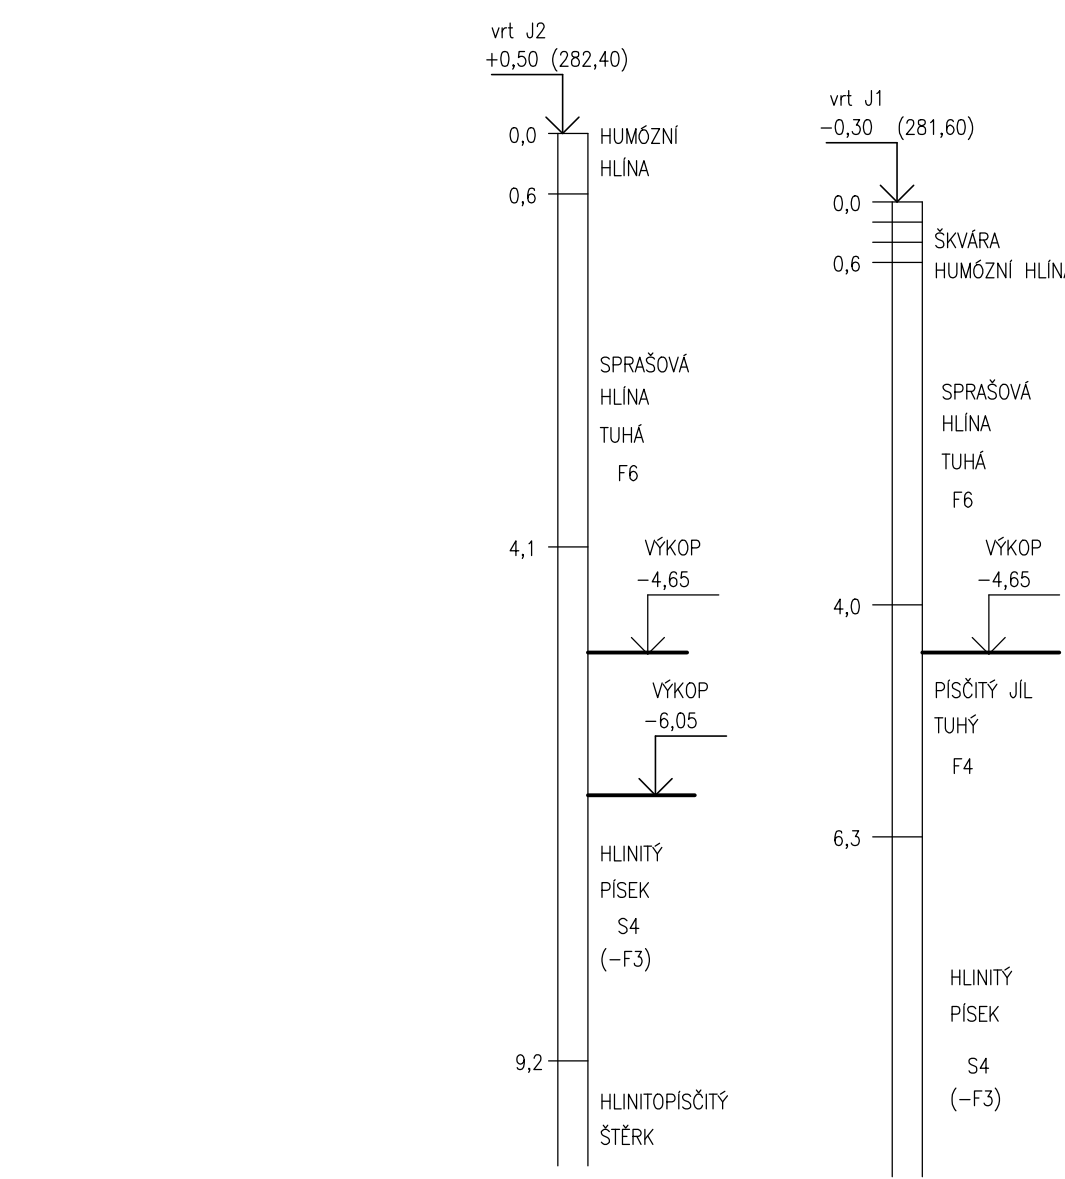 vrt J2
+0,50 (282,40)
0,0
HUMÓZNÍ
HLÍNA
0,6
SPRAŠOVÁ
HLÍNA
TUHÁ
F6
4,1
VÝKOP
-4,65
VÝKOP
-6,05
HLINITÝ
PÍSEK
S4
(-F3)
9,2
HLINITOPÍSČITÝ
ŠTĚRK
vrt J1
-0,30 (281,60)
0,0
ŠKVÁRA
0,6
HUMÓZNÍ HLÍNA
SPRAŠOVÁ
HLÍNA
TUHÁ
F6
VÝKOP
-4,65
4,0
PÍSČITÝ JÍL
TUHÝ
F4
6,3
HLINITÝ
PÍSEK
S4
(-F3)